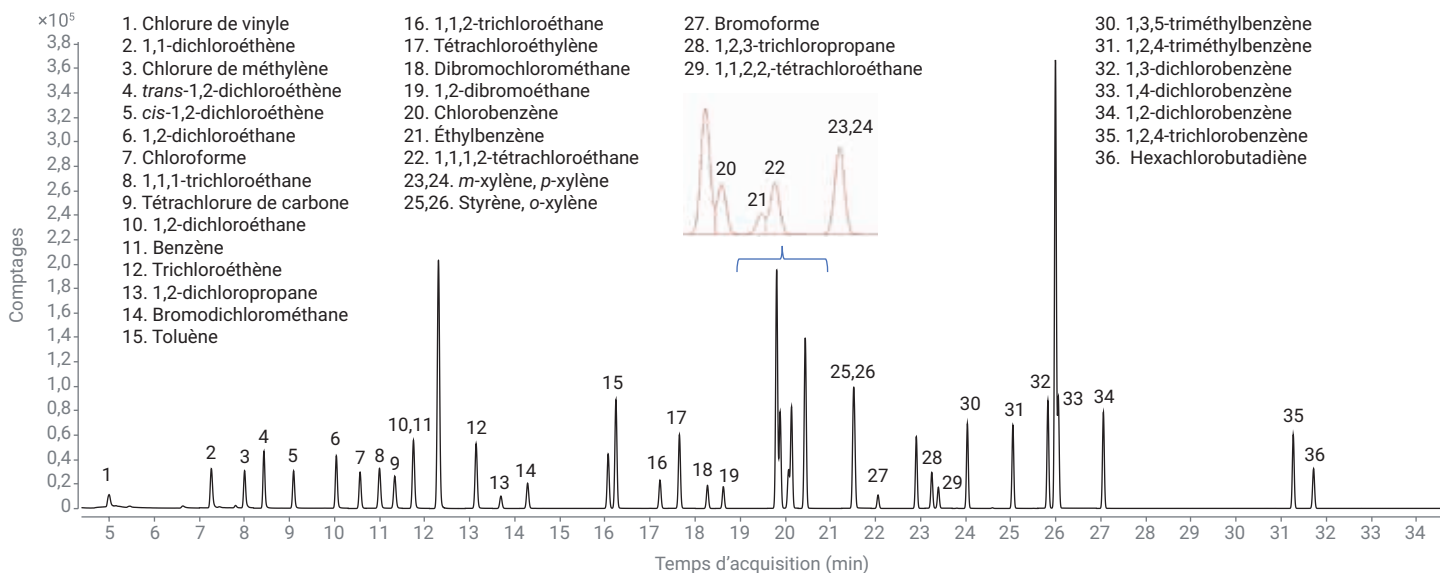 ×10⁵
3,8
3,6
3,4
3,2
3,0
2,8
2,6
2,4
2,2
2,0
1,8
1,6
1,4
1,2
1,0
0,8
0,6
0,4
0,2
0
Comptages
1. Chlorure de vinyle
2. 1,1-dichloroéthène
3. Chlorure de méthylène
4. trans-1,2-dichloroéthène
5. cis-1,2-dichloroéthène
6. 1,2-dichloroéthane
7. Chloroforme
8. 1,1,1-trichloroéthane
9. Tétrachlorure de carbone
10. 1,2-dichloroéthane
11. Benzène
12. Trichloroéthène
13. 1,2-dichloropropane
14. Bromodichlorométhane
15. Toluène
16. 1,1,2-trichloroéthane
17. Tétrachloroéthylène
18. Dibromochlorométhane
19. 1,2-dibromoéthane
20. Chlorobenzène
21. Éthylbenzène
22. 1,1,1,2-tétrachloroéthane
23,24. m-xylène, p-xylène
25,26. Styrène, o-xylène
27. Bromoforme
28. 1,2,3-trichloropropane
29. 1,1,2,2,-tétrachloroéthane
30. 1,3,5-triméthylbenzène
31. 1,2,4-triméthylbenzène
32. 1,3-dichlorobenzène
33. 1,4-dichlorobenzène
34. 1,2-dichlorobenzène
35. 1,2,4-trichlorobenzène
36. Hexachlorobutadiène
20
21
22
23,24
1
2
3
4
5
6
7
8
9
10,11
12
13
14
15
16
17
18
19
25,26
27
28
29
30
31
32
33
34
35
36
5 6 7 8 9 10 11 12 13 14 15 16 17 18 19 20 21 22 23 24 25 26 27 28 29 30 31 32 33 34
Temps d’acquisition (min)